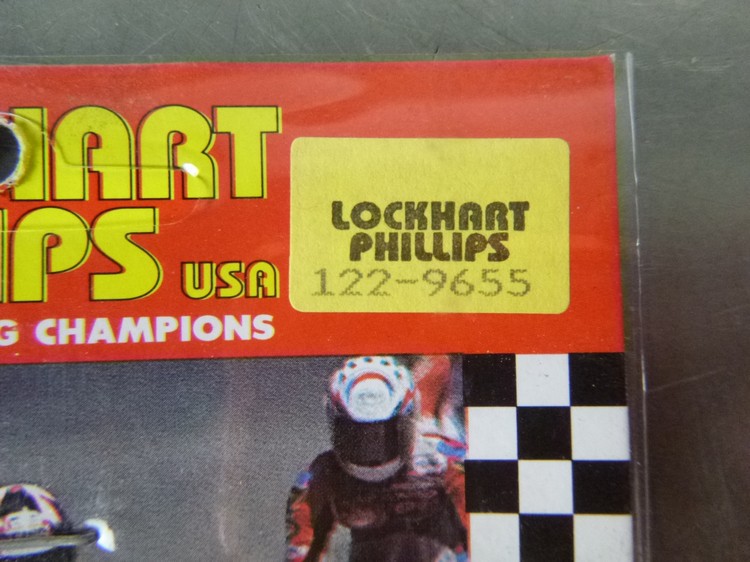 HART
IPS USA
G CHAMPIONS
LOCKHART
PHILLIPS
122-9655